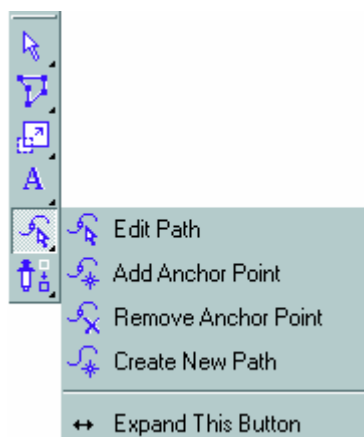 A
Edit Path
Add Anchor Point
Remove Anchor Point
Create New Path
Expand This Button